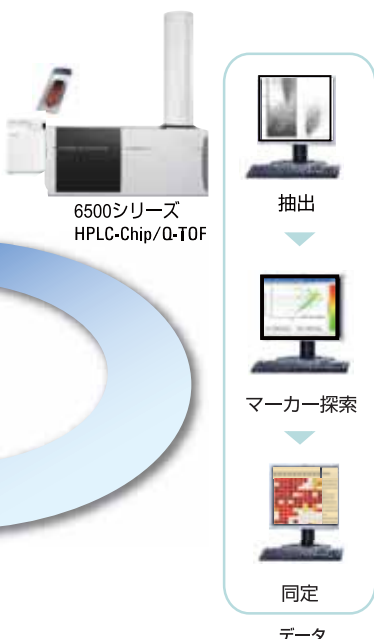 6500シリーズ
HPLC-Chip/Q-TOF
抽出
マーカー探索
同定
データ